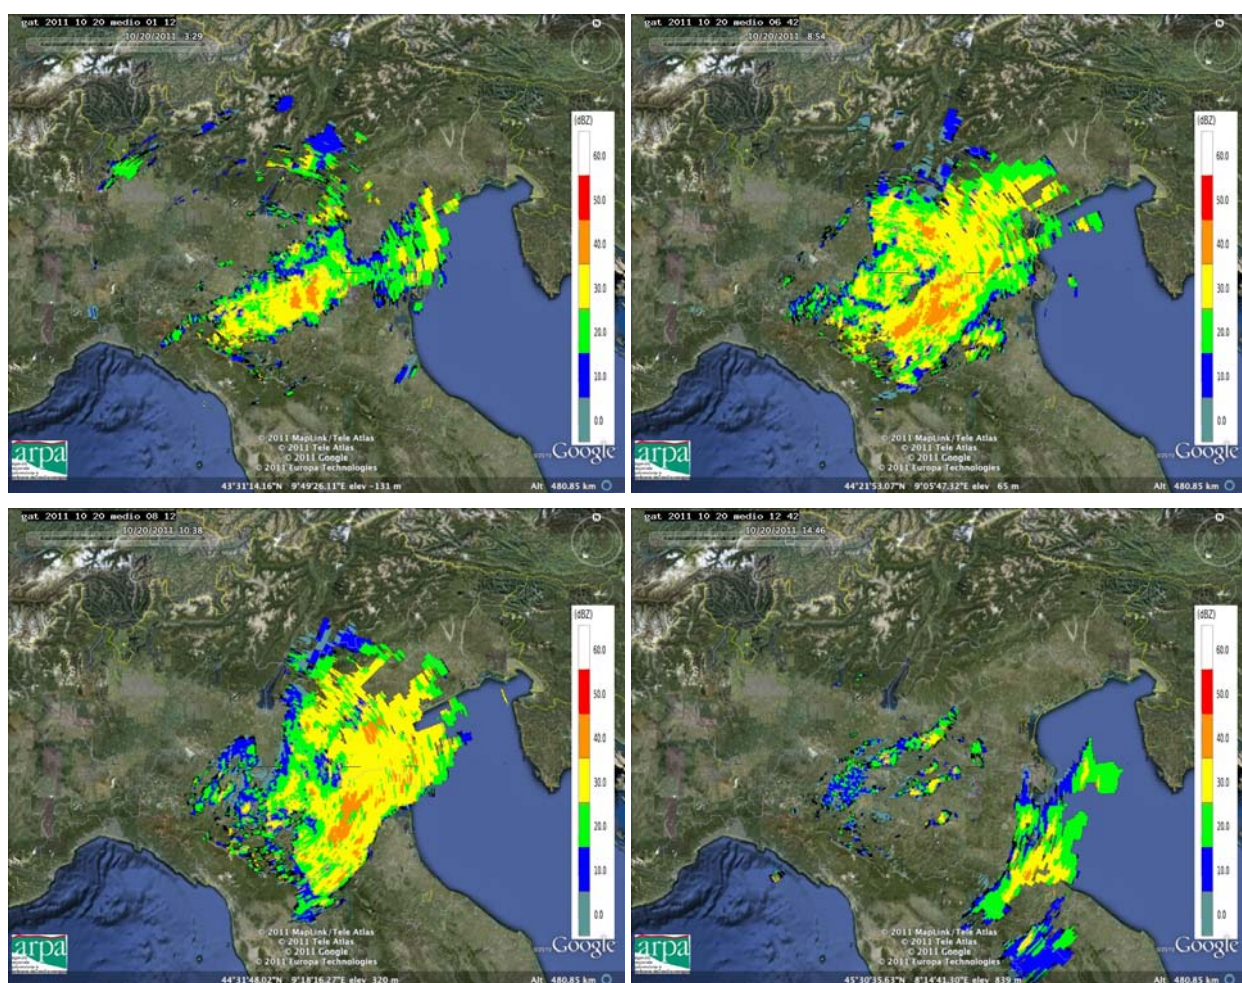 gat 2011 10 20 medio 01 12
10/20/2011 3:29
(dBZ)
60.0
50.0
40.0
30.0
20.0
10.0
0.0
© 2011 MapLink/Tele Atlas
© 2011 Tele Atlas
© 2011 Google
© 2011 Europa Technologies
arpa
©2010 Google
43°31'14.16"N 9°49'26.11"E elev -131 m
Alt 480.85 km
gat 2011 10 20 medio 06 42
10/20/2011 8:54
(dBZ)
60.0
50.0
40.0
30.0
20.0
10.0
0.0
© 2011 MapLink/Tele Atlas
© 2011 Tele Atlas
© 2011 Google
© 2011 Europa Technologies
arpa
©2010 Google
44°21'53.07"N 9°05'47.32"E elev 65 m
Alt 480.85 km
gat 2011 10 20 medio 08 12
10/20/2011 10:38
(dBZ)
60.0
50.0
40.0
30.0
20.0
10.0
0.0
© 2011 MapLink/Tele Atlas
© 2011 Tele Atlas
© 2011 Google
© 2011 Europa Technologies
arpa
©2010 Google
44°31'48.02"N 9°18'16.27"E elev 320 m
Alt 480.85 km
gat 2011 10 20 medio 12 42
10/20/2011 14:46
(dBZ)
60.0
50.0
40.0
30.0
20.0
10.0
0.0
© 2011 MapLink/Tele Atlas
© 2011 Tele Atlas
© 2011 Google
© 2011 Europa Technologies
arpa
©2010 Google
45°30'35.63"N 8°14'41.30"E elev 839 m
Alt 480.85 km